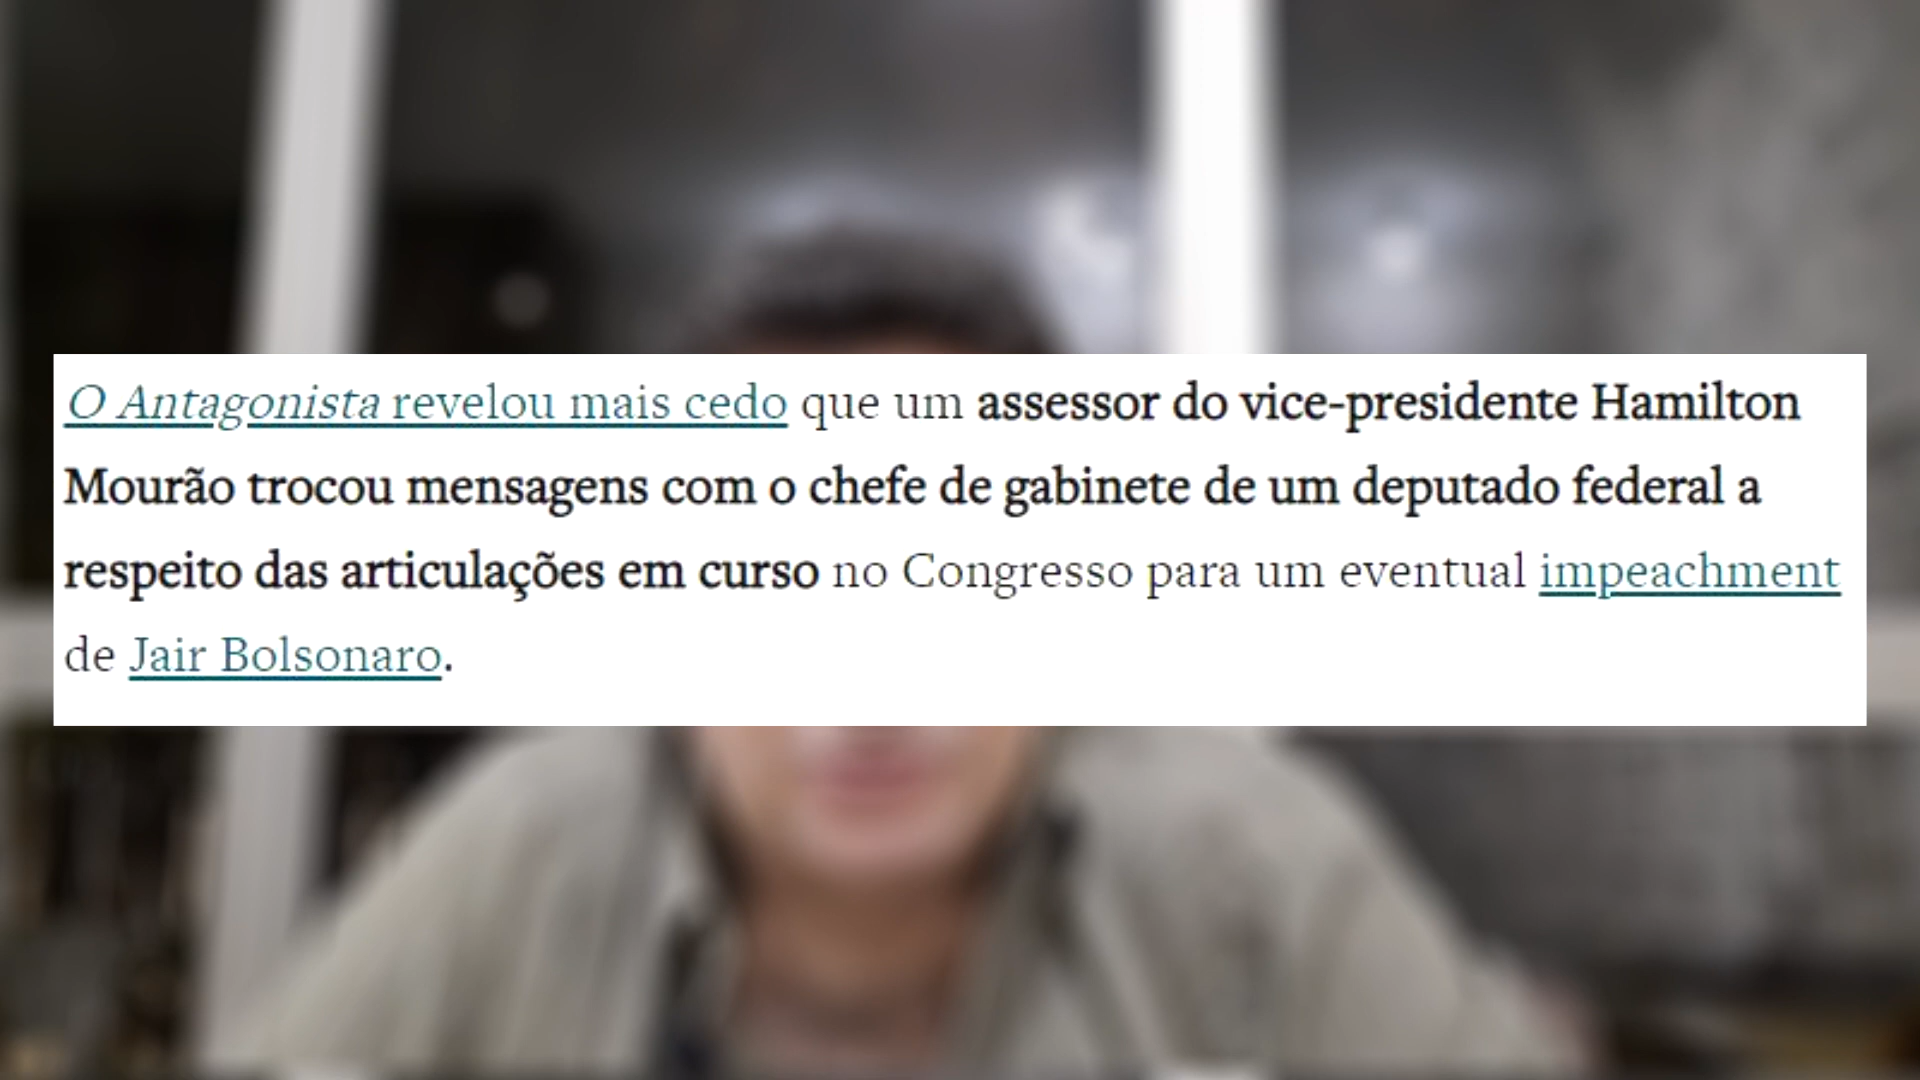 O Antagonista revelou mais cedo que um assessor do vice-presidente Hamilton
Mourão trocou mensagens com o chefe de gabinete de um deputado federal a
respeito das articulações em curso no Congresso para um eventual impeachment
de Jair Bolsonaro.